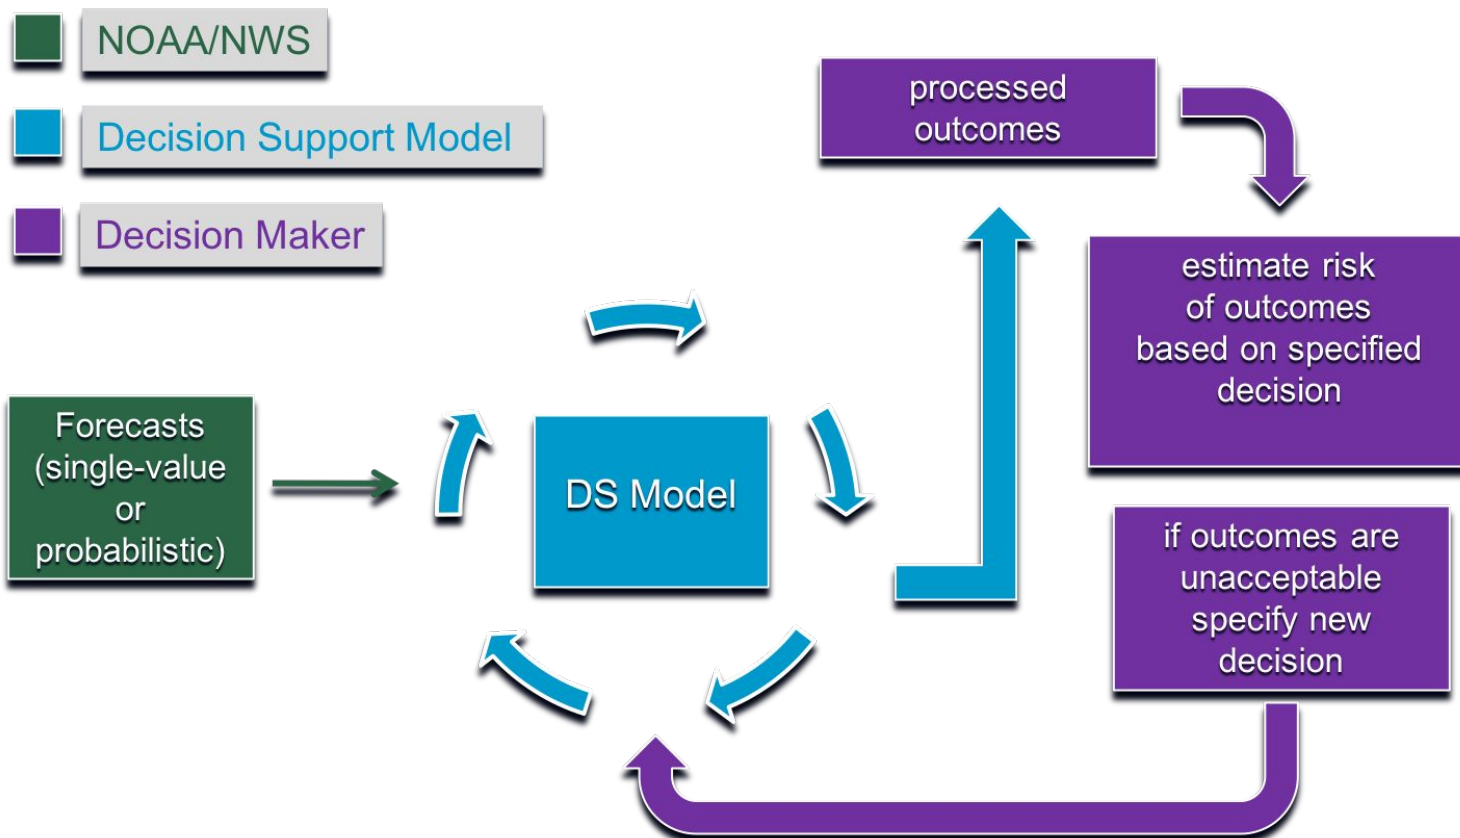 NOAA/NWS
Decision Support Model
Decision Maker
processed
outcomes
estimate risk
of outcomes
based on specified
decision
Forecasts
(single-value
or
probabilistic)
DS Model
if outcomes are
unacceptable
specify new
decision